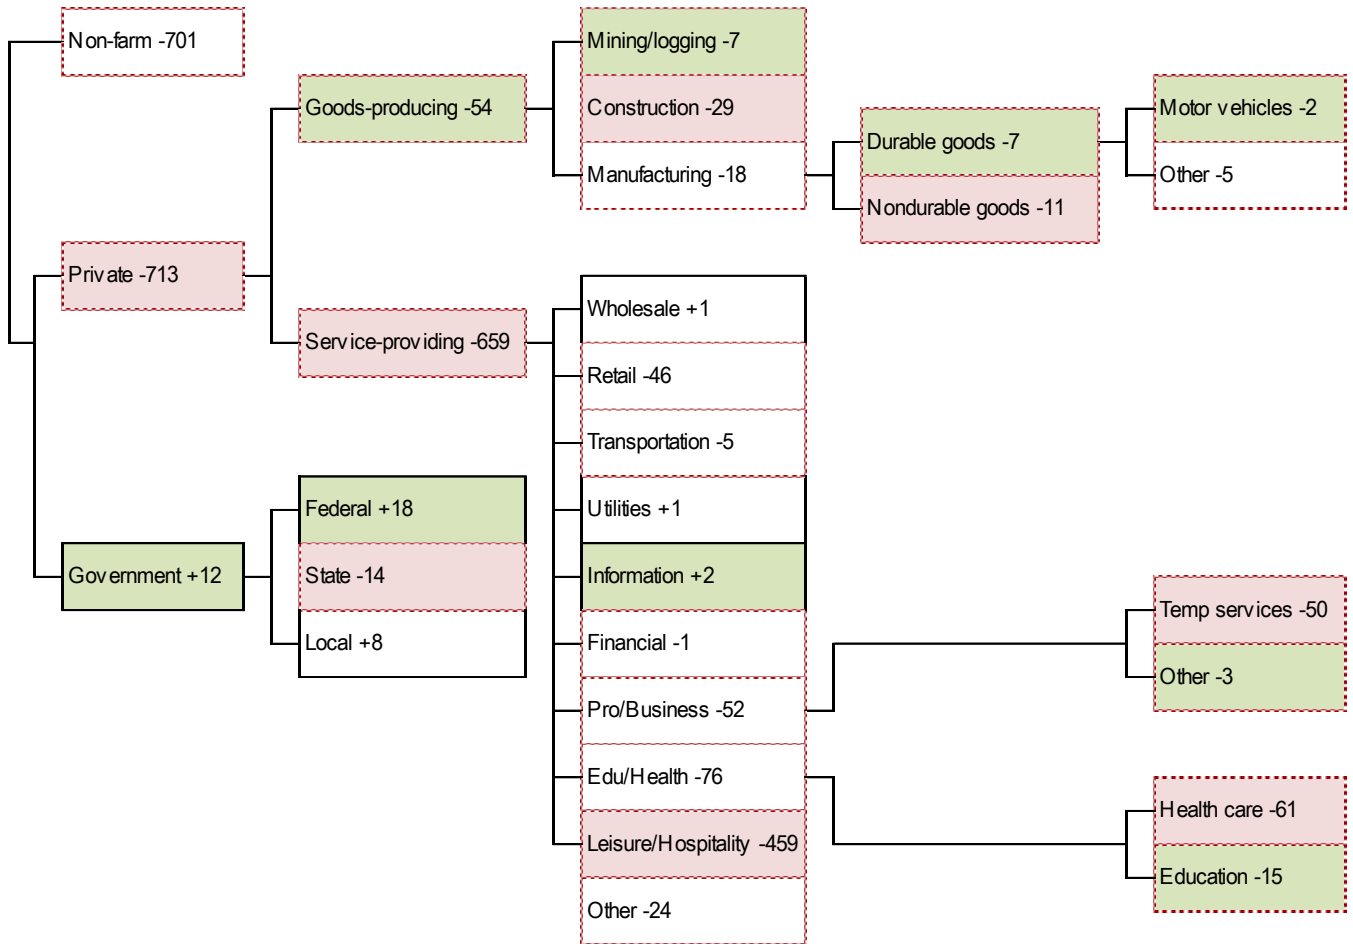 Non-farm -701
Private -713
Government +12
Goods-producing -54
Service-providing -659
Federal +18
State -14
Local +8
Mining/logging -7
Construction -29
Manufacturing -18
Wholesale +1
Retail -46
Transportation -5
Utilities +1
Information +2
Financial -1
Pro/Business -52
Edu/Health -76
Leisure/Hospitality -459
Other -24
Durable goods -7
Nondurable goods -11
Motor vehicles -2
Other -5
Temp services -50
Other -3
Health care -61
Education -15